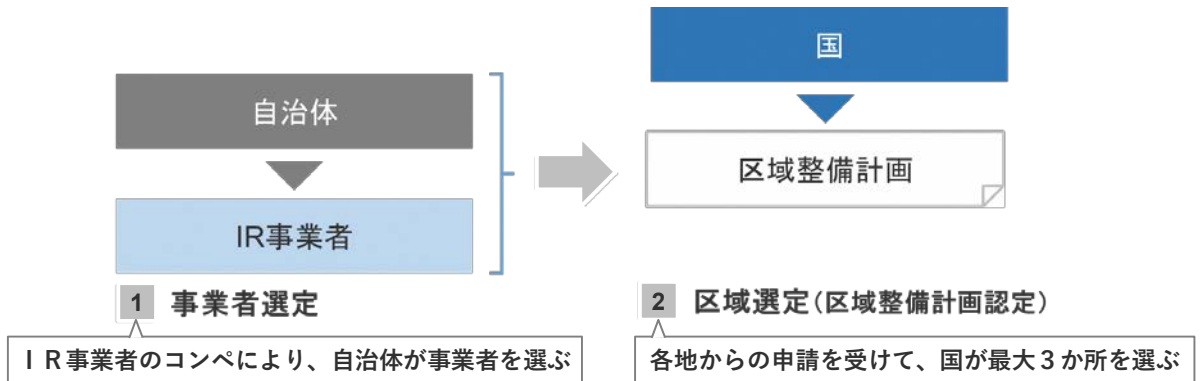 自治体
IR事業者
1 事業者選定
ＩＲ事業者のコンペにより、自治体が事業者を選ぶ
国
区域整備計画
2 区域選定(区域整備計画認定)
各地からの申請を受けて、国が最大３か所を選ぶ